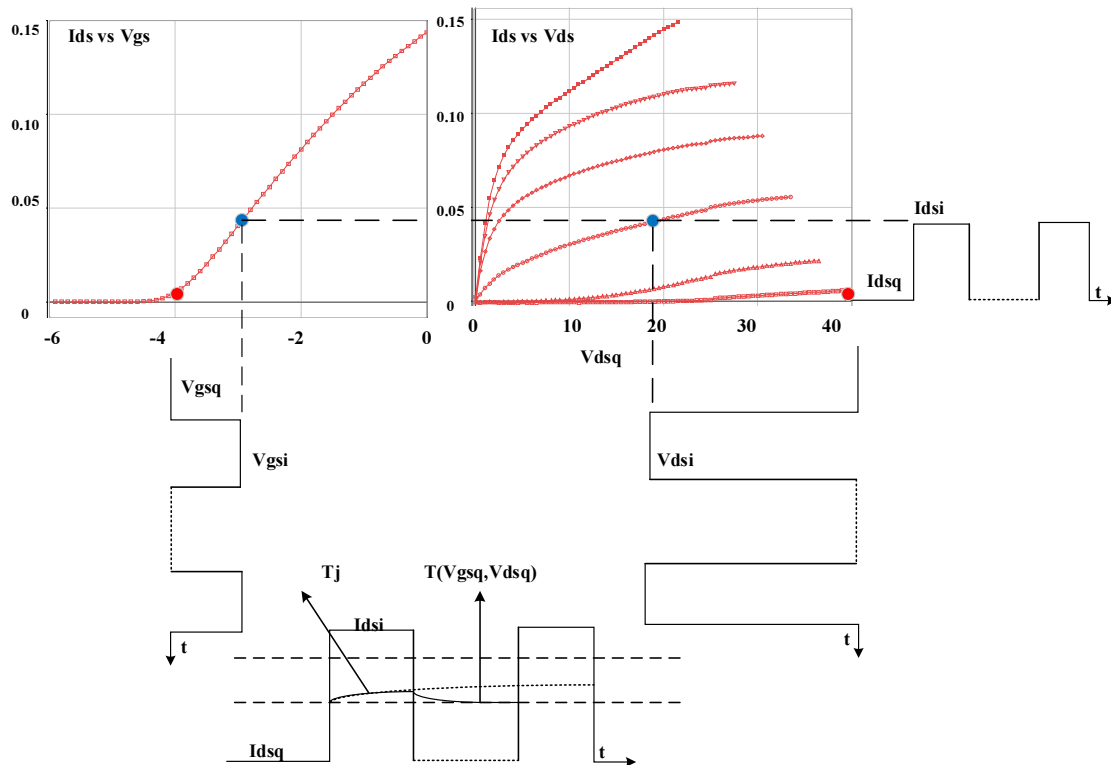 Ids vs Vgs
0.15
0.10
0.05
0
-6
-4
-2
0
Ids vs Vds
0.15
0.10
0.05
0
0
10
20
30
40
Vdsq
Idsi
Idsq
t
Vgsq
Vgsi
t
Vdsi
t
Tj
T(Vgsq,Vdsq)
Idsi
Idsq
t